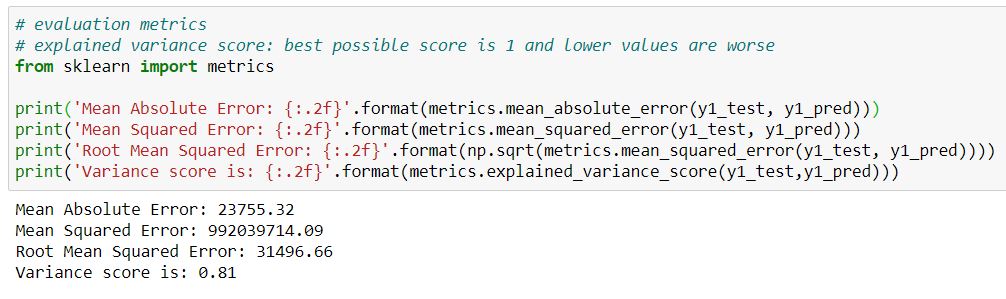 # evaluation metrics
# explained variance score: best possible score is 1 and lower values are worse
from sklearn import metrics
print('Mean Absolute Error: {:.2f}'.format(metrics.mean_absolute_error(y1_test, y1_pred)))
print('Mean Squared Error: {:.2f}'.format(metrics.mean_squared_error(y1_test, y1_pred)))
print('Root Mean Squared Error: {:.2f}'.format(np.sqrt(metrics.mean_squared_error(y1_test, y1_pred))))
print('Variance score is: {:.2f}'.format(metrics.explained_variance_score(y1_test,y1_pred)))
Mean Absolute Error: 23755.32
Mean Squared Error: 992039714.09
Root Mean Squared Error: 31496.66
Variance score is: 0.81